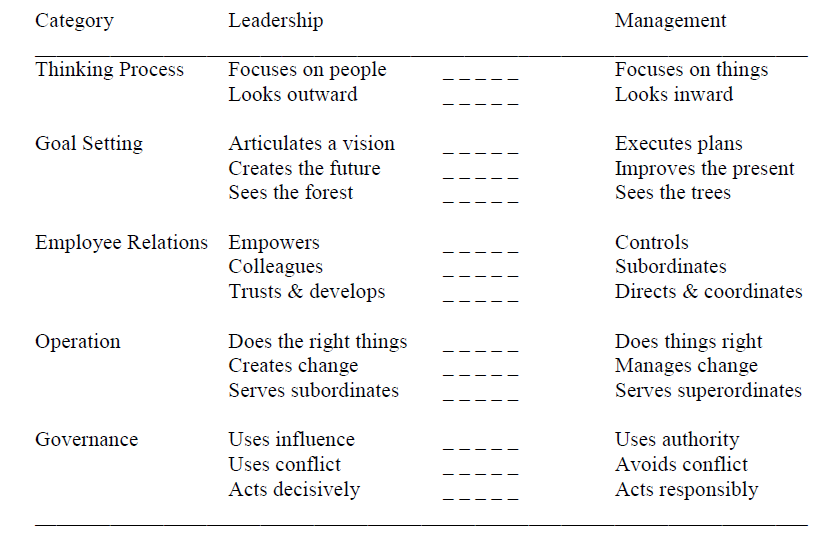 Category Leadership Management
Thinking Process Focuses on people _ _ _ _ _ Focuses on things
Looks outward _ _ _ _ _ Looks inward
Goal Setting Articulates a vision _ _ _ _ _ Executes plans
Creates the future _ _ _ _ _ Improves the present
Sees the forest _ _ _ _ _ Sees the trees
Employee Relations Empowers _ _ _ _ _ Controls
Colleagues _ _ _ _ _ Subordinates
Trusts & develops _ _ _ _ _ Directs & coordinates
Operation Does the right things _ _ _ _ _ Does things right
Creates change _ _ _ _ _ Manages change
Serves subordinates _ _ _ _ _ Serves superordinates
Governance Uses influence _ _ _ _ _ Uses authority
Uses conflict _ _ _ _ _ Avoids conflict
Acts decisively _ _ _ _ _ Acts responsibly